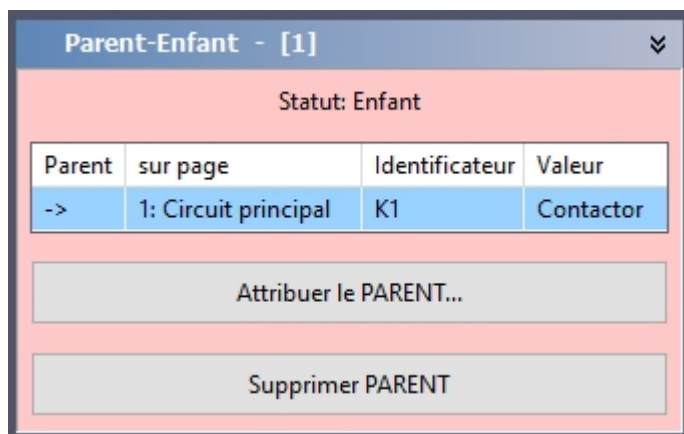 Parent-Enfant - [1]
Statut: Enfant
Parent sur page Identificateur Valeur
-> 1: Circuit principal K1 Contactor
Attribuer le PARENT...
Supprimer PARENT